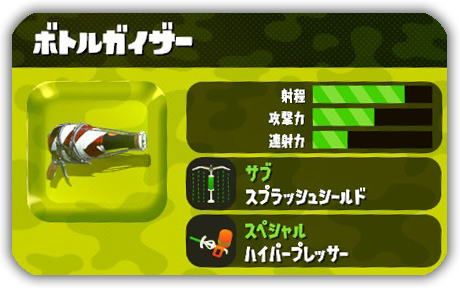 ボトルガイザー
射程
攻撃力
連射力
サブ
スプラッシュシールド
スペシャル
ハイパープレッサー